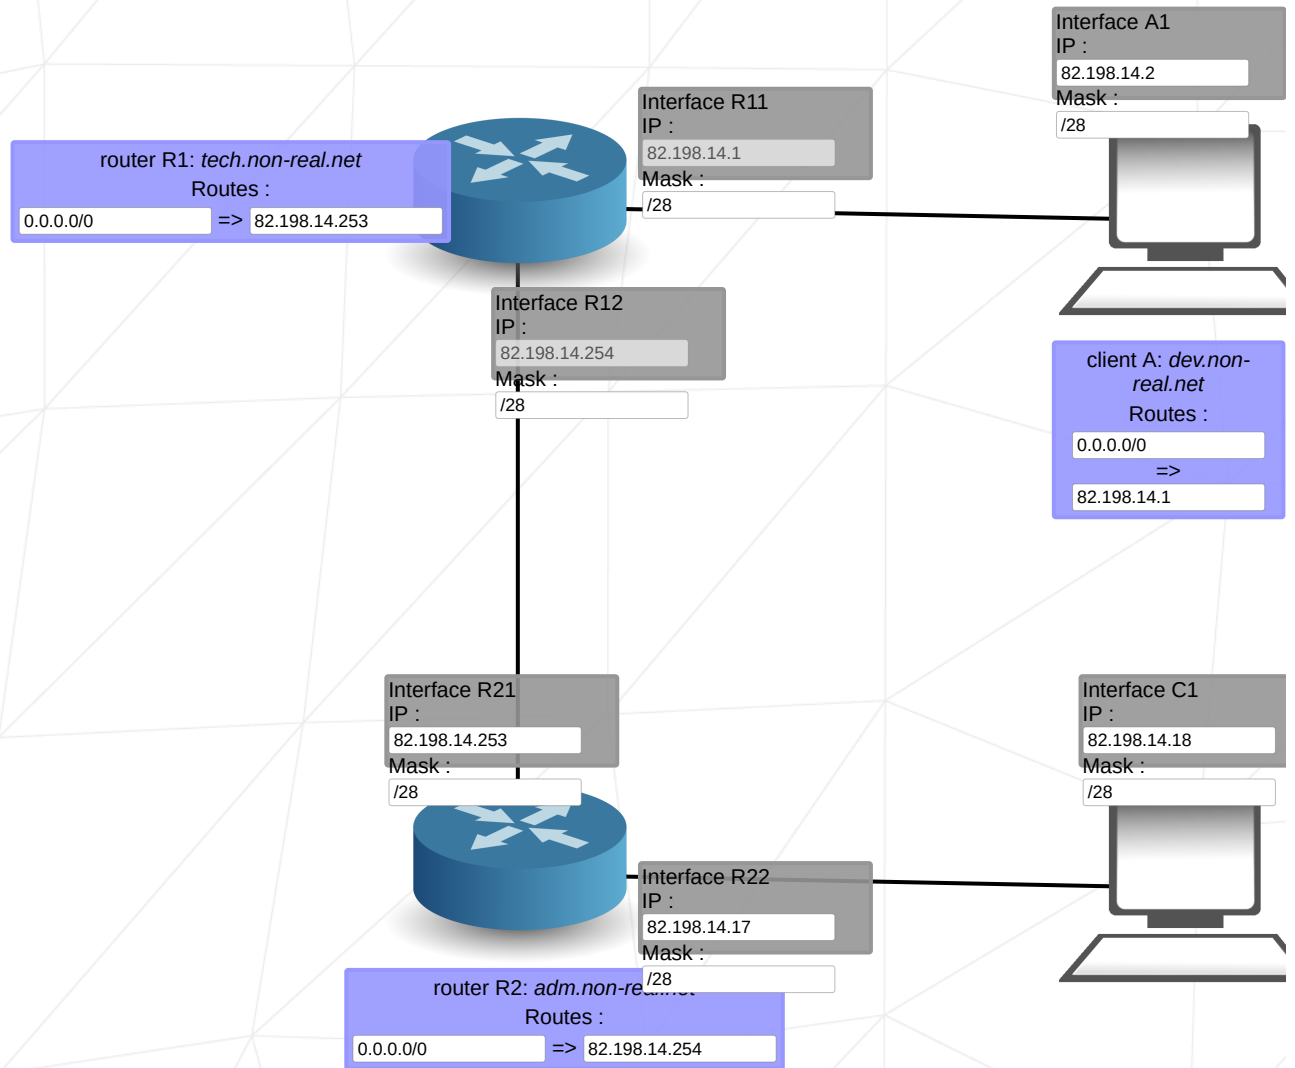 Interface A1
IP :
82.198.14.2
Mask :
/28
Interface R11
IP :
82.198.14.1
Mask :
/28
router R1: tech.non-real.net
Routes :
0.0.0.0/0 => 82.198.14.253
Interface R12
IP :
82.198.14.254
Mask :
/28
client A: dev.non-
real.net
Routes :
0.0.0.0/0
=>
82.198.14.1
Interface R21
IP :
82.198.14.253
Mask :
/28
Interface C1
IP :
82.198.14.18
Mask :
/28
Interface R22
IP :
82.198.14.17
Mask :
/28
router R2: adm.non-real.net
Routes :
0.0.0.0/0 => 82.198.14.254